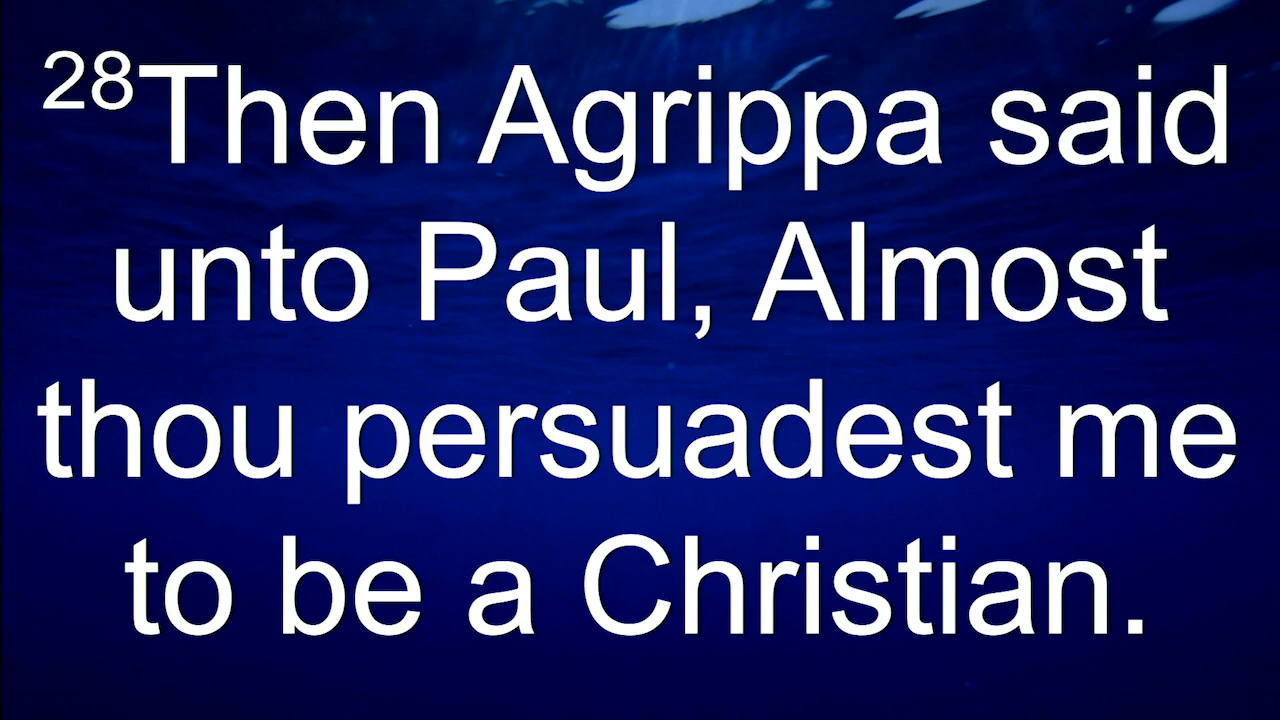 28Then Agrippa said
unto Paul, Almost
thou persuadest me
to be a Christian.